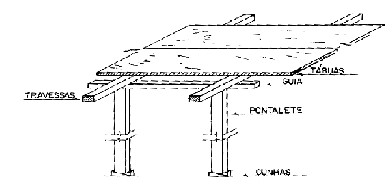 TÁBUAS
GUIA
TRAVESSAS
PONTALETE
CUNHAS